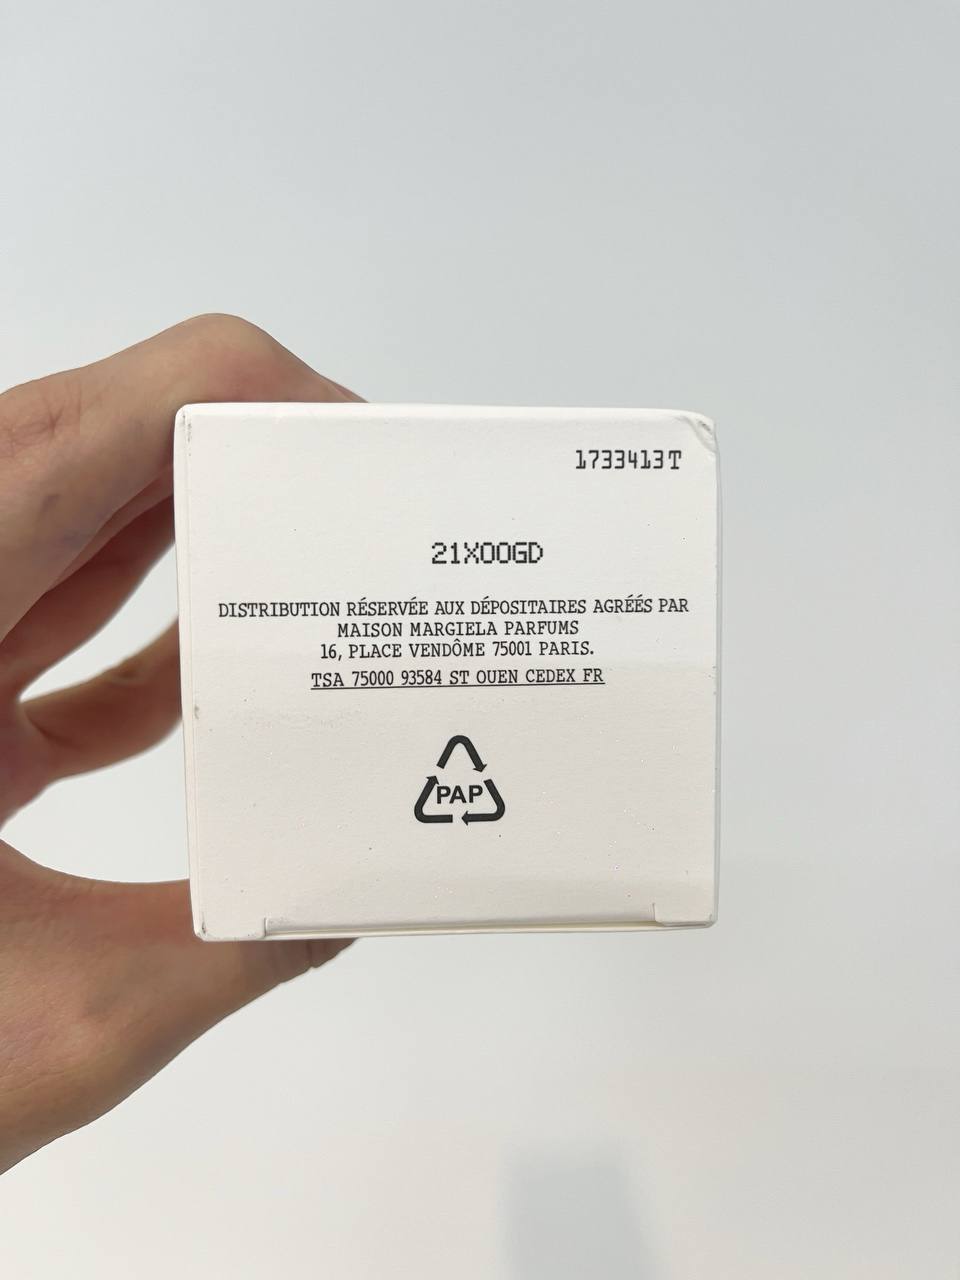 1733413T
21X00GD
DISTRIBUTION RÉSERVÉE AUX DÉPOSITAIRES AGRÉÉS PAR
MAISON MARGIELA PARFUMS
16, PLACE VENDÔME 75001 PARIS.
TSA 75000 93584 ST OUEN CEDEX FR
PAP